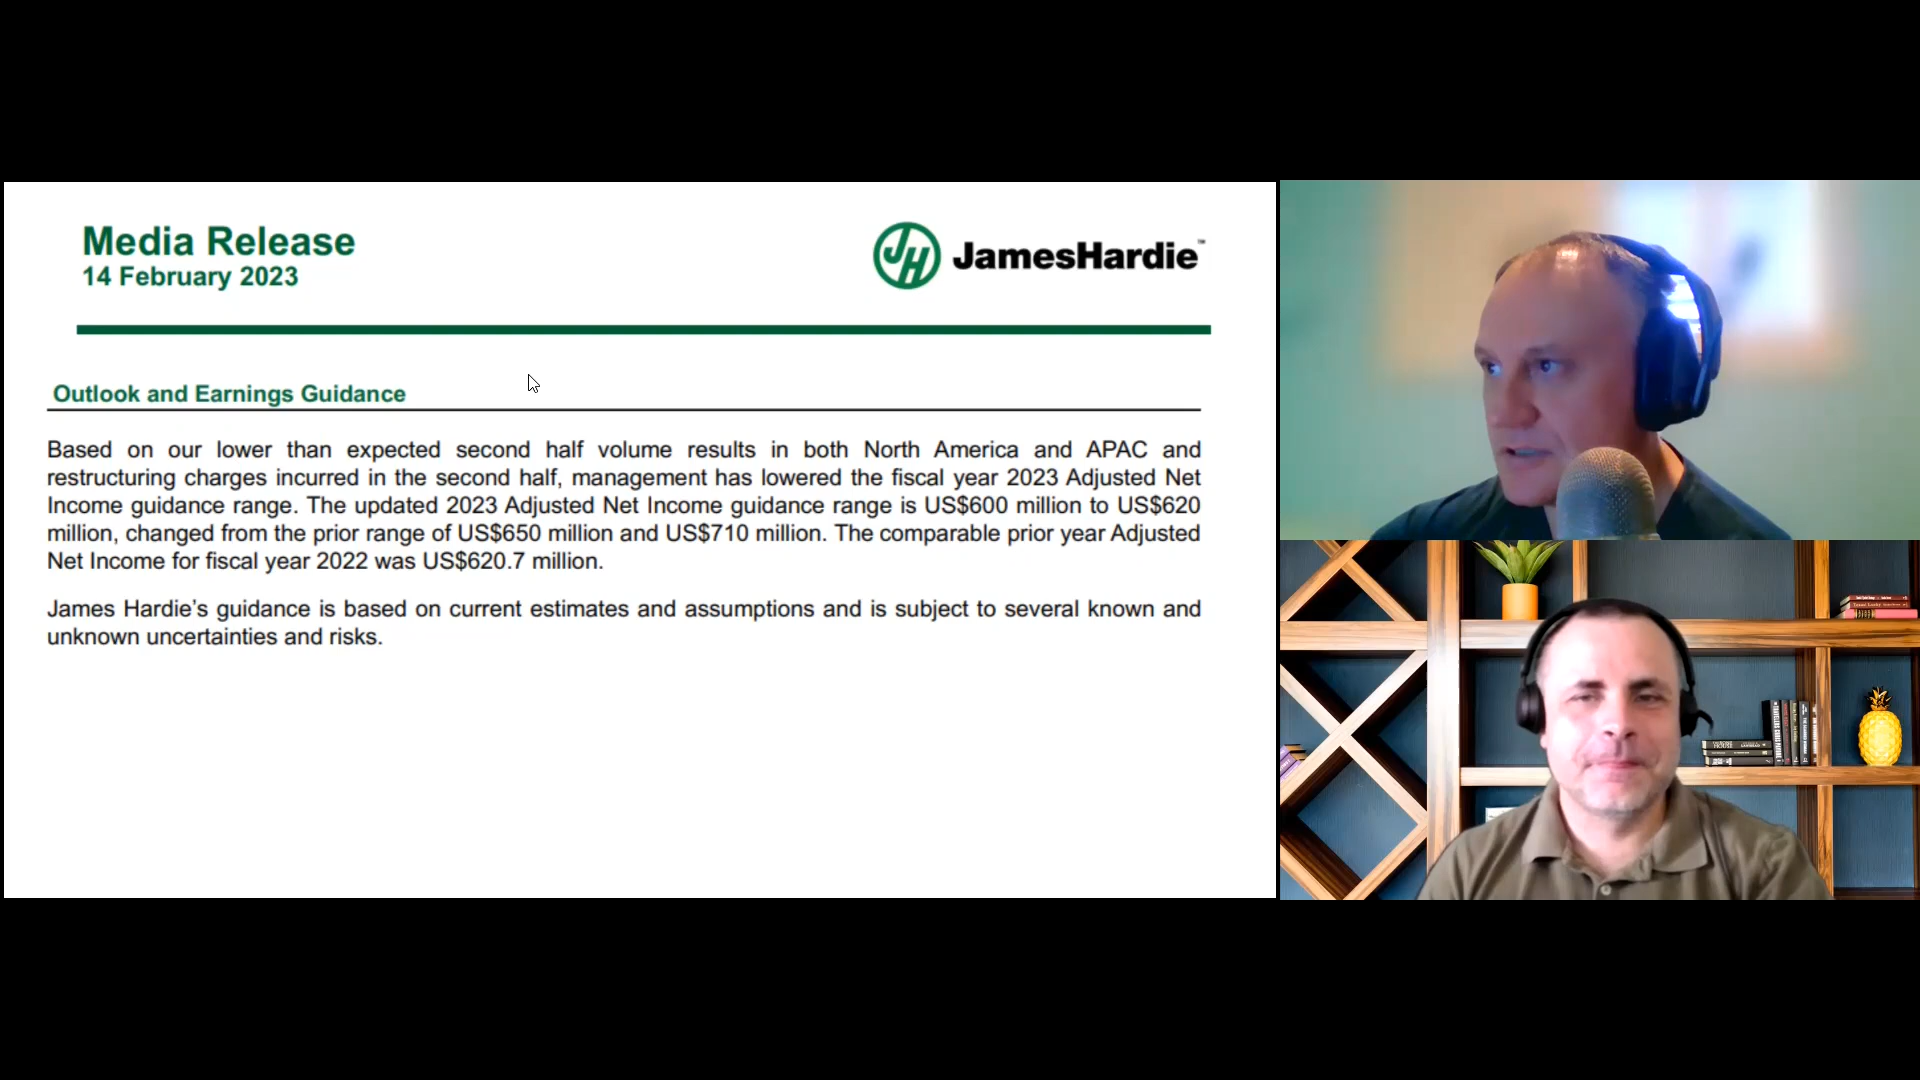 Media Release
14 February 2023
JH JamesHardie™
Outlook and Earnings Guidance
Based on our lower than expected second half volume results in both North America and APAC and
restructuring charges incurred in the second half, management has lowered the fiscal year 2023 Adjusted Net
Income guidance range. The updated 2023 Adjusted Net Income guidance range is US$600 million to US$620
million, changed from the prior range of US$650 million and US$710 million. The comparable prior year Adjusted
Net Income for fiscal year 2022 was US$620.7 million.
James Hardie’s guidance is based on current estimates and assumptions and is subject to several known and
unknown uncertainties and risks.